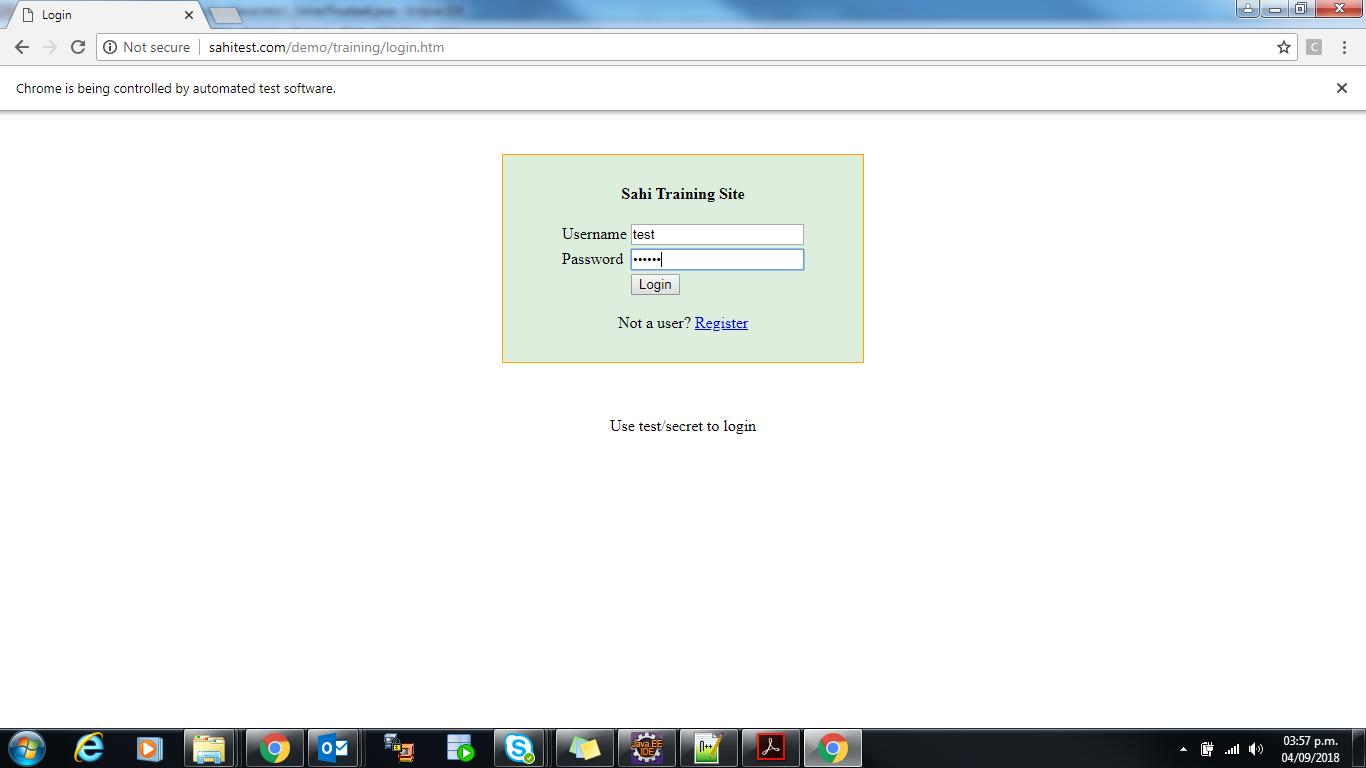 Login
Not secure
sahitest.com/demo/training/login.htm
C
Chrome is being controlled by automated test software.
Sahi Training Site
Username test
Password ••••••
Login
Not a user? Register
Use test/secret to login
Java EE
IDE
03:57 p.m.
04/09/2018